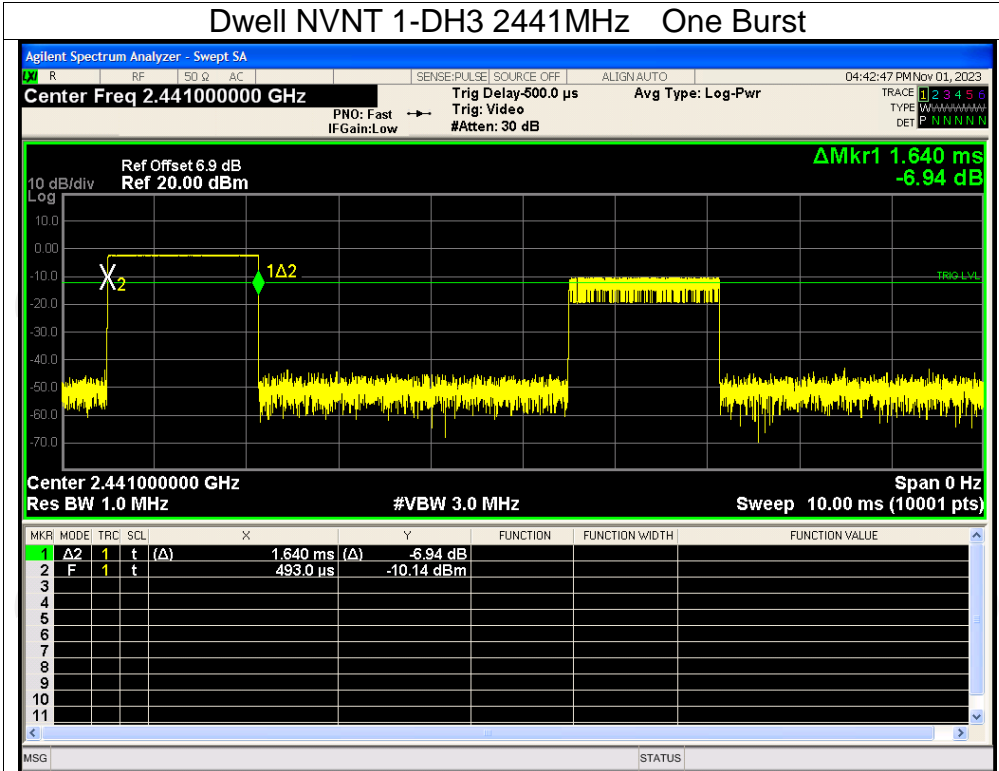 Dwell NVNT 1-DH3 2441MHz    One Burst
Agilent Spectrum Analyzer - Swept SA
LXI R RF 50 Ω AC SENSE:PULSE SOURCE OFF ALIGN AUTO 04:42:47 PM Nov 01, 2023
Center Freq 2.441000000 GHz Trig Delay-500.0 µs Avg Type: Log-Pwr TRACE 1 2 3 4 5 6
PNO: Fast Trig: Video TYPE W
IFGain:Low #Atten: 30 dB DET P N N N N N
ΔMkr1 1.640 ms
-6.94 dB
Ref Offset 6.9 dB
10 dB/div Ref 20.00 dBm
Log
10.0
0.00
-10.0
-20.0
-30.0
-40.0
-50.0
-60.0
-70.0
X2
1Δ2
TRIG LVL
Center 2.441000000 GHz Span 0 Hz
Res BW 1.0 MHz #VBW 3.0 MHz Sweep 10.00 ms (10001 pts)
MKR MODE TRC SCL X Y FUNCTION FUNCTION WIDTH FUNCTION VALUE
1 Δ2 1 t (Δ) 1.640 ms (Δ) -6.94 dB
2 F 1 t 493.0 µs -10.14 dBm
3
4
5
6
7
8
9
10
11
MSG STATUS